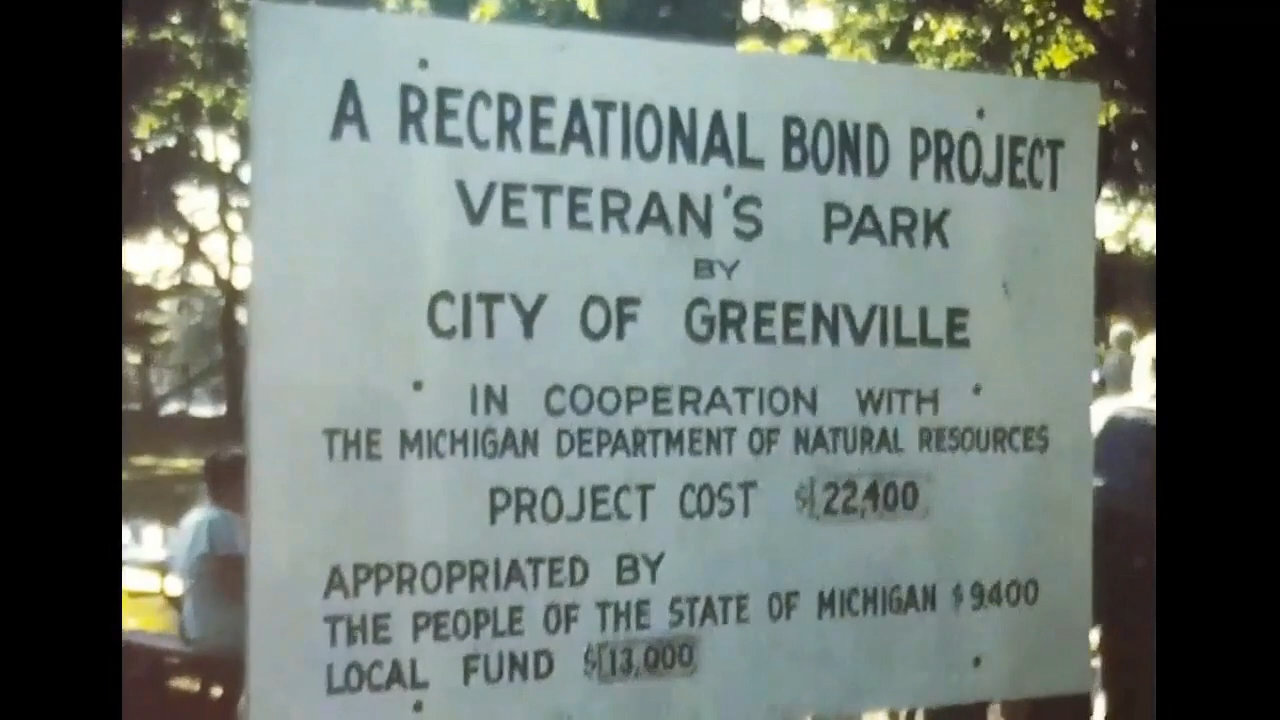 A RECREATIONAL BOND PROJECT
VETERAN'S PARK
BY
CITY OF GREENVILLE
IN COOPERATION WITH
THE MICHIGAN DEPARTMENT OF NATURAL RESOURCES
PROJECT COST $22,400
APPROPRIATED BY
THE PEOPLE OF THE STATE OF MICHIGAN $9400
LOCAL FUND $13,000